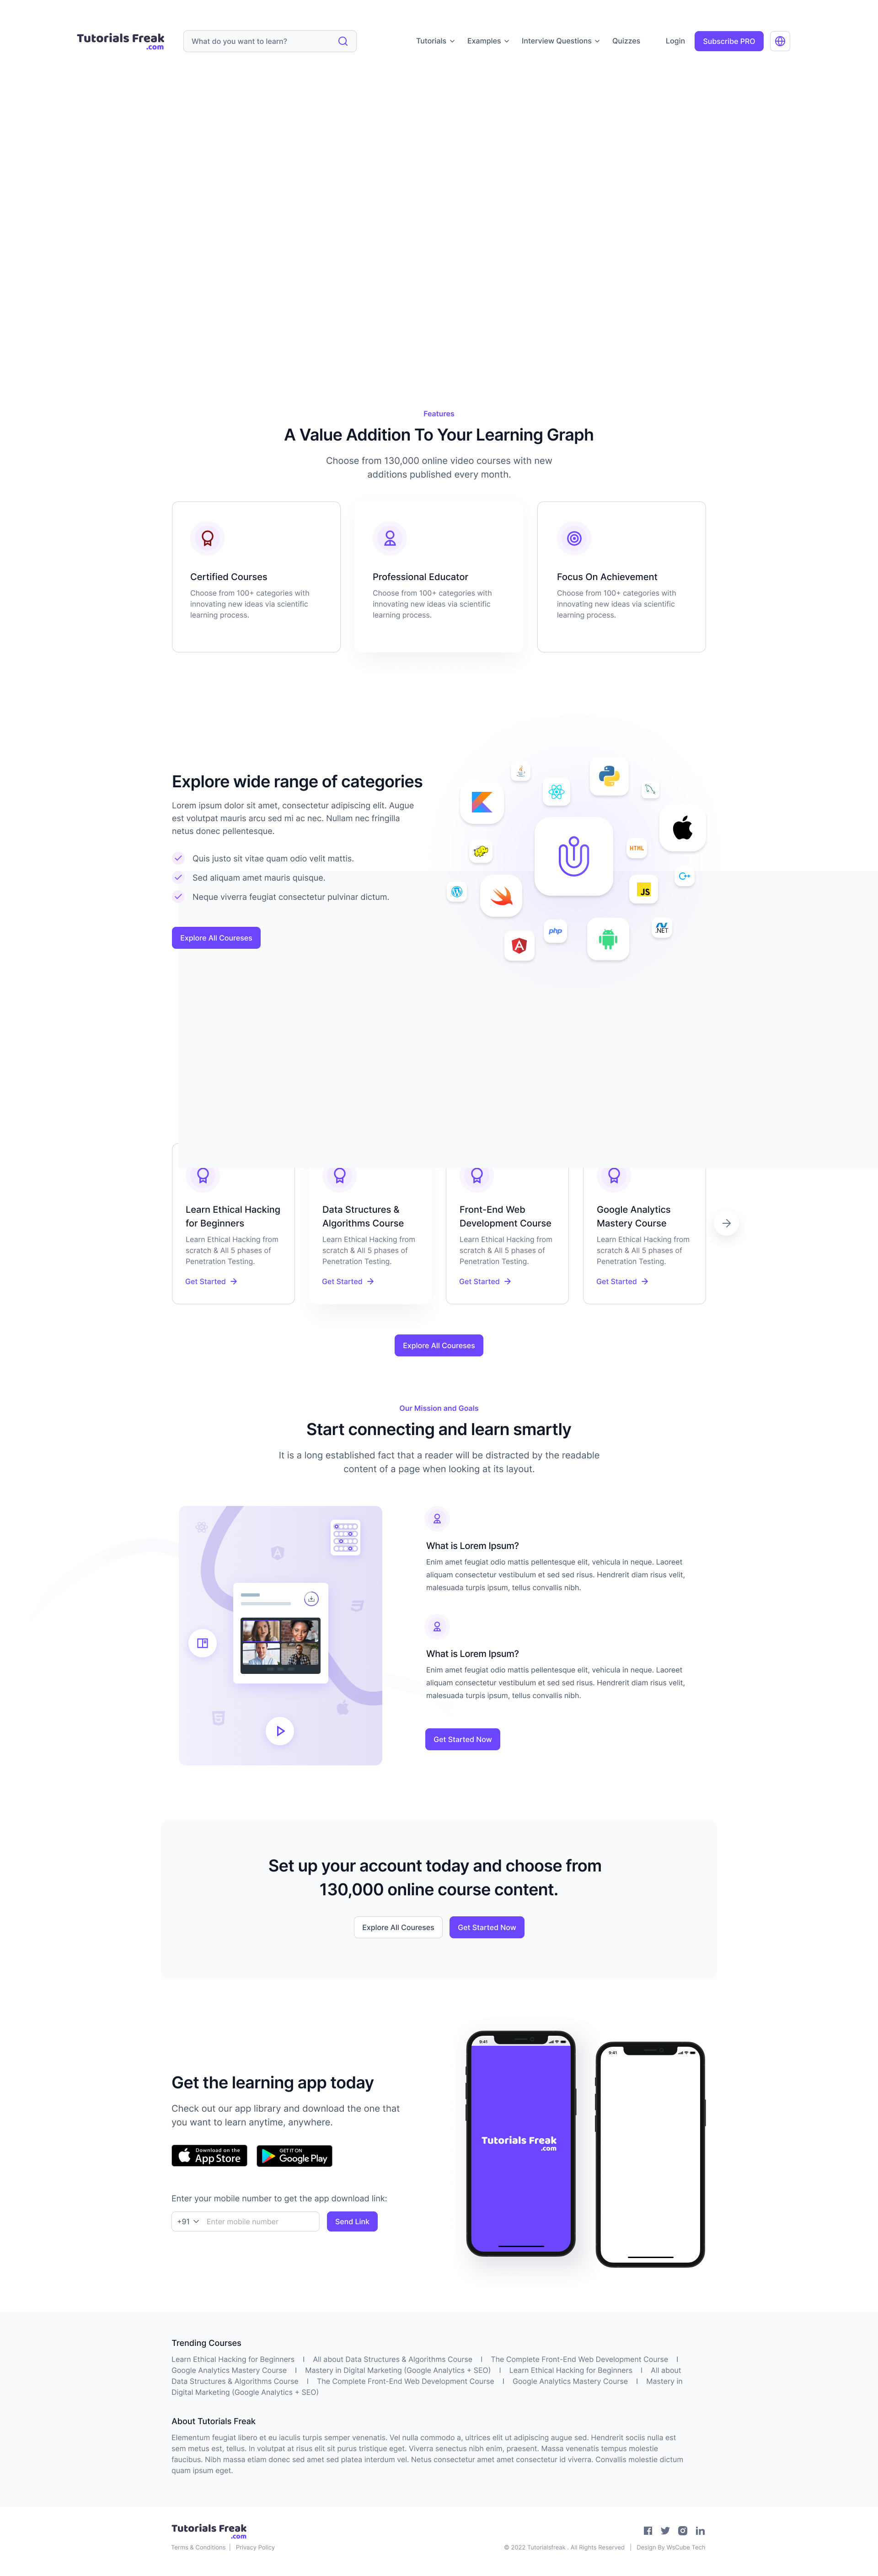 Tutorials Freak
.com
What do you want to learn?
Tutorials
Examples
Interview Questions
Quizzes
Login
Subscribe PRO
Features
A Value Addition To Your Learning Graph
Choose from 130,000 online video courses with new
additions published every month.
Certified Courses
Choose from 100+ categories with
innovating new ideas via scientific
learning process.
Professional Educator
Choose from 100+ categories with
innovating new ideas via scientific
learning process.
Focus On Achievement
Choose from 100+ categories with
innovating new ideas via scientific
learning process.
Explore wide range of categories
Lorem ipsum dolor sit amet, consectetur adipiscing elit. Augue
est volutpat mauris arcu sed mi ac nec. Nullam nec fringilla
netus donec pellentesque.
Quis justo sit vitae quam odio velit mattis.
Sed aliquam amet mauris quisque.
Neque viverra feugiat consectetur pulvinar dictum.
Explore All Coureses
HTML
JS
php
.NET
Learn Ethical Hacking
for Beginners
Learn Ethical Hacking from
scratch & All 5 phases of
Penetration Testing.
Get Started
Data Structures &
Algorithms Course
Learn Ethical Hacking from
scratch & All 5 phases of
Penetration Testing.
Get Started
Front-End Web
Development Course
Learn Ethical Hacking from
scratch & All 5 phases of
Penetration Testing.
Get Started
Google Analytics
Mastery Course
Learn Ethical Hacking from
scratch & All 5 phases of
Penetration Testing.
Get Started
Explore All Coureses
Our Mission and Goals
Start connecting and learn smartly
It is a long established fact that a reader will be distracted by the readable
content of a page when looking at its layout.
What is Lorem Ipsum?
Enim amet feugiat odio mattis pellentesque elit, vehicula in neque. Laoreet
aliquam consectetur vestibulum et sed sed risus. Hendrerit diam risus velit,
malesuada turpis ipsum, tellus convallis nibh.
What is Lorem Ipsum?
Enim amet feugiat odio mattis pellentesque elit, vehicula in neque. Laoreet
aliquam consectetur vestibulum et sed sed risus. Hendrerit diam risus velit,
malesuada turpis ipsum, tellus convallis nibh.
Get Started Now
Set up your account today and choose from
130,000 online course content.
Explore All Coureses
Get Started Now
Get the learning app today
Check out our app library and download the one that
you want to learn anytime, anywhere.
Download on the
App Store
GET IT ON
Google Play
Enter your mobile number to get the app download link:
+91
Enter mobile number
Send Link
9:41
Tutorials Freak
.com
9:41
Trending Courses
Learn Ethical Hacking for Beginners | All about Data Structures & Algorithms Course | The Complete Front-End Web Development Course |
Google Analytics Mastery Course | Mastery in Digital Marketing (Google Analytics + SEO) | Learn Ethical Hacking for Beginners | All about
Data Structures & Algorithms Course | The Complete Front-End Web Development Course | Google Analytics Mastery Course | Mastery in
Digital Marketing (Google Analytics + SEO)
About Tutorials Freak
Elementum feugiat libero et eu iaculis turpis semper venenatis. Vel nulla commodo a, ultrices elit ut adipiscing augue sed. Hendrerit sociis nulla est
sem metus est, tellus. In volutpat at risus elit sit purus tristique eget. Viverra senectus nibh enim, praesent. Massa venenatis tempus molestie
faucibus. Nibh massa etiam donec sed amet sed platea interdum vel. Netus consectetur amet amet consectetur id viverra. Convallis molestie dictum
quam ipsum eget.
Tutorials Freak
.com
Terms & Conditions | Privacy Policy
© 2022 Tutorialsfreak . All Rights Reserved | Design By WsCube Tech